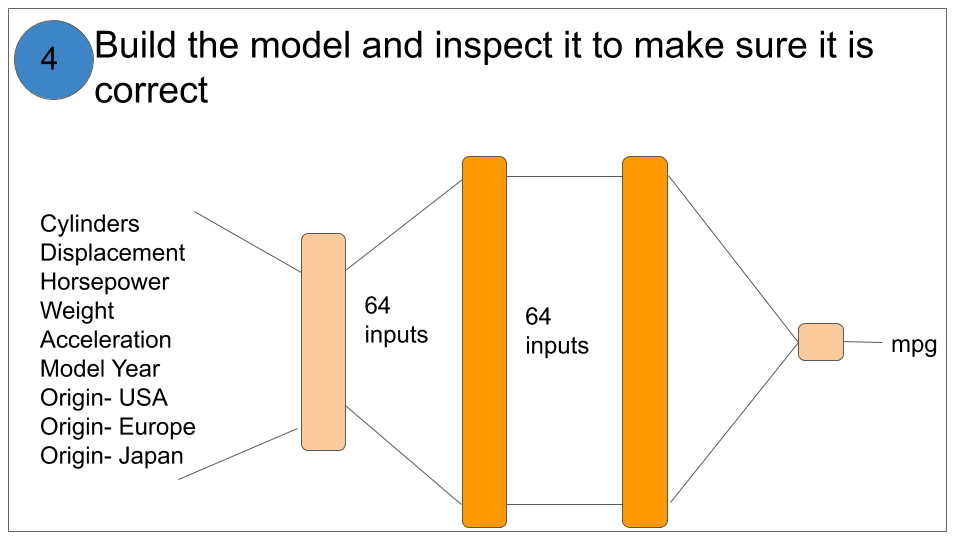 4
Build the model and inspect it to make sure it is
correct
Cylinders
Displacement
Horsepower
Weight
Acceleration
Model Year
Origin- USA
Origin- Europe
Origin- Japan
64
inputs
64
inputs
mpg